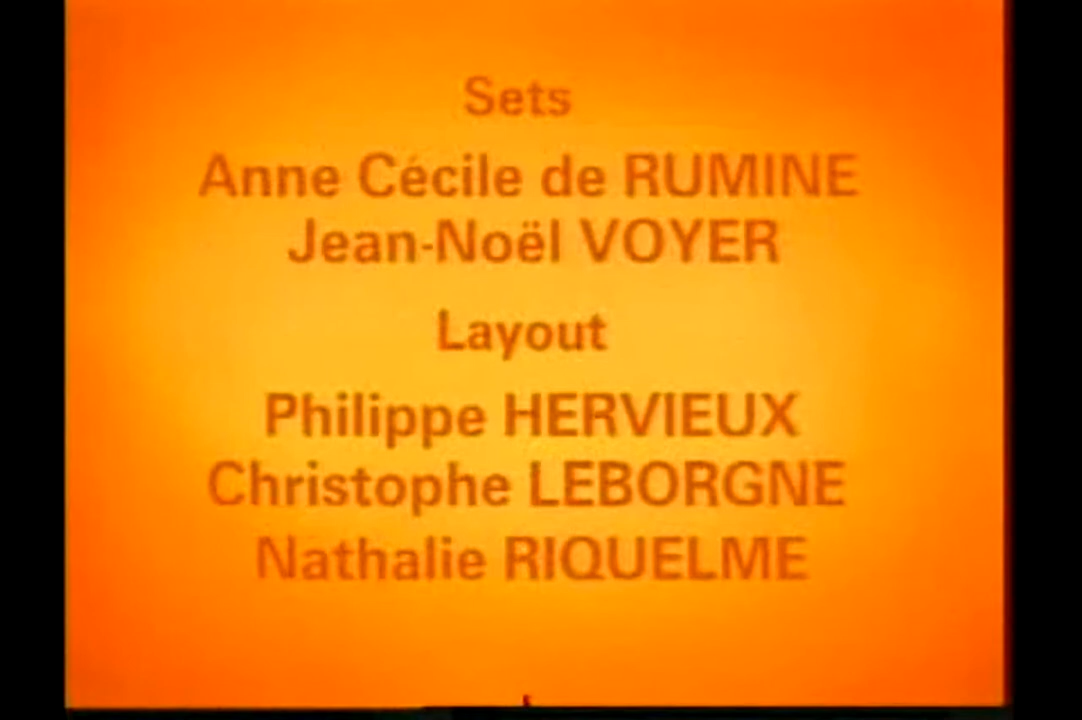 Sets
Anne Cécile de RUMINE
Jean-Noël VOYER
Layout
Philippe HERVIEUX
Christophe LEBORGNE
Nathalie RIQUELME